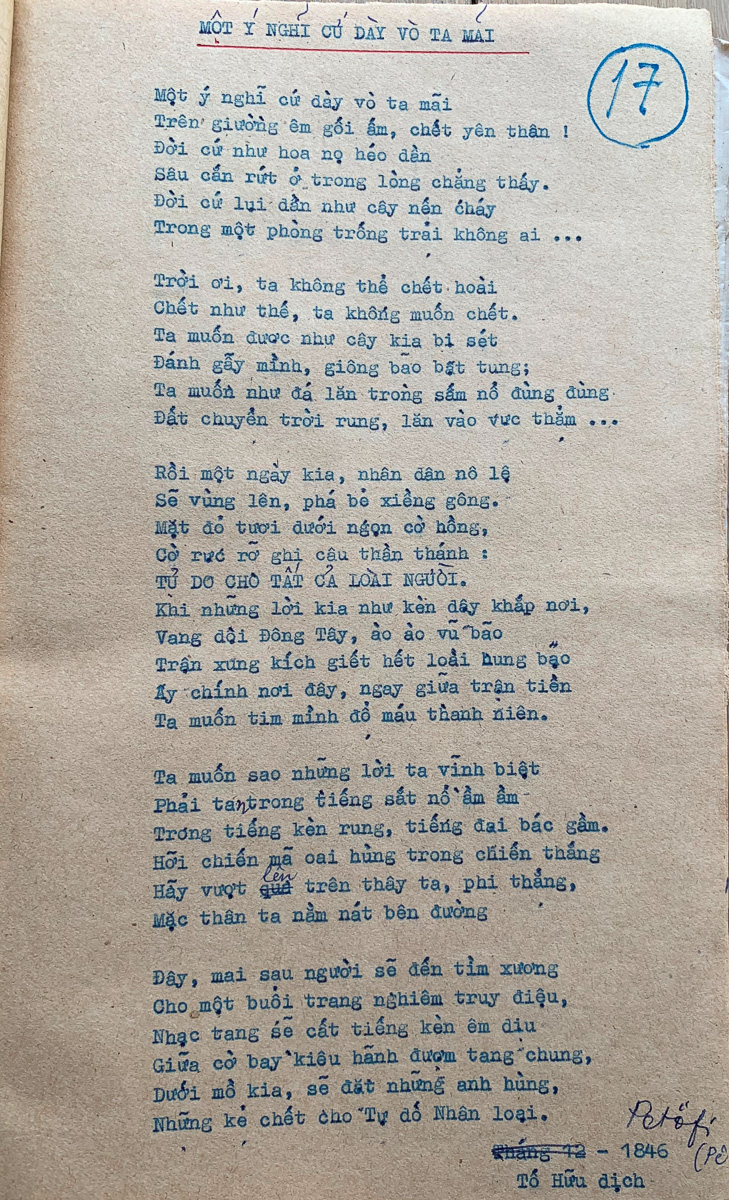 MỘT Ý NGHĨ CỨ DÀY VÒ TA MÃI
17
Một ý nghĩ cứ dày vò ta mãi
Trên giường êm gối ấm, chết yên thân !
Đời cứ như hoa nọ héo dần
Sâu cắn rứt ở trong lòng chẳng thấy.
Đời cứ lụi dần như cây nến cháy
Trong một phòng trống trải không ai ...
Trời ơi, ta không thể chết hoài
Chết như thế, ta không muốn chết.
Ta muốn được như cây kia bị sét
Đánh gẫy mình, giông bão bật tung;
Ta muốn như đá lăn trong sấm nổ đùng đùng
Đất chuyển trời rung, lăn vào vực thẳm ...
Rồi một ngày kia, nhân dân nô lệ
Sẽ vùng lên, phá bẻ xiềng gông.
Mặt đỏ tươi dưới ngọn cờ hồng,
Cờ rực rỡ ghi câu thần thánh :
TỰ DO CHO TẤT CẢ LOÀI NGƯỜI.
Khi những lời kia như kèn dậy khắp nơi,
Vang dội Đông Tây, ào ào vũ bão
Trận xung kích giết hết loài hung bạo
Ấy chính nơi đây, ngay giữa trận tiền
Ta muốn tim mình đổ máu thanh niên.
Ta muốn sao những lời ta vĩnh biệt
Phải tan trong tiếng sắt nổ ầm ầm
Trong tiếng kèn rung, tiếng đại bác gầm.
Hỡi chiến mã oai hùng trong chiến thắng
Hãy vượt quá lên trên thây ta, phi thẳng,
Mặc thân ta nằm nát bên đường
Đây, mai sau người sẽ đến tìm xương
Cho một buổi trang nghiêm truy điệu,
Nhạc tang sẽ cất tiếng kèn êm dịu
Giữa cờ bay kiêu hãnh đượm tang chung,
Dưới mồ kia, sẽ đặt những anh hùng,
Những kẻ chết cho Tự do Nhân loại.
Petőfi
Tháng 12 - 1846
(Pê
Tố Hữu dịch